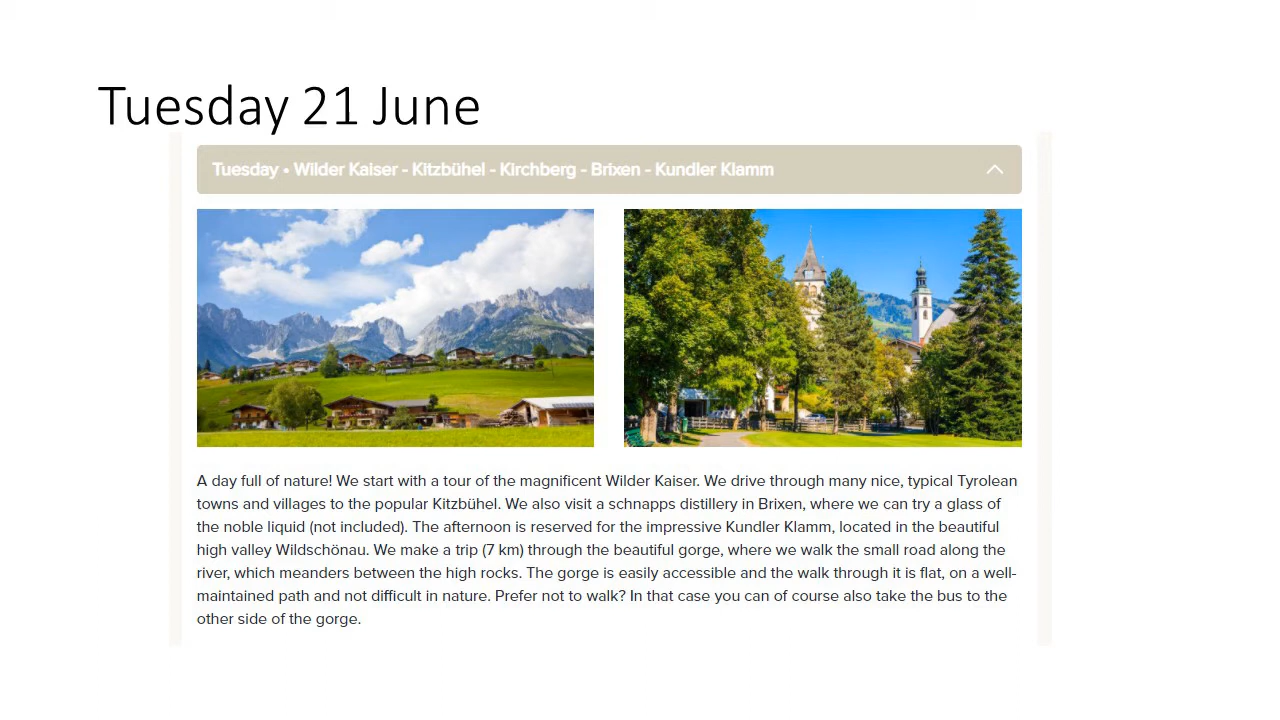 Tuesday 21 June
Tuesday • Wilder Kaiser - Kitzbühel - Kirchberg - Brixen - Kundler Klamm
A day full of nature! We start with a tour of the magnificent Wilder Kaiser. We drive through many nice, typical Tyrolean
towns and villages to the popular Kitzbühel. We also visit a schnapps distillery in Brixen, where we can try a glass of
the noble liquid (not included). The afternoon is reserved for the impressive Kundler Klamm, located in the beautiful
high valley Wildschönau. We make a trip (7 km) through the beautiful gorge, where we walk the small road along the
river, which meanders between the high rocks. The gorge is easily accessible and the walk through it is flat, on a well-
maintained path and not difficult in nature. Prefer not to walk? In that case you can of course also take the bus to the
other side of the gorge.